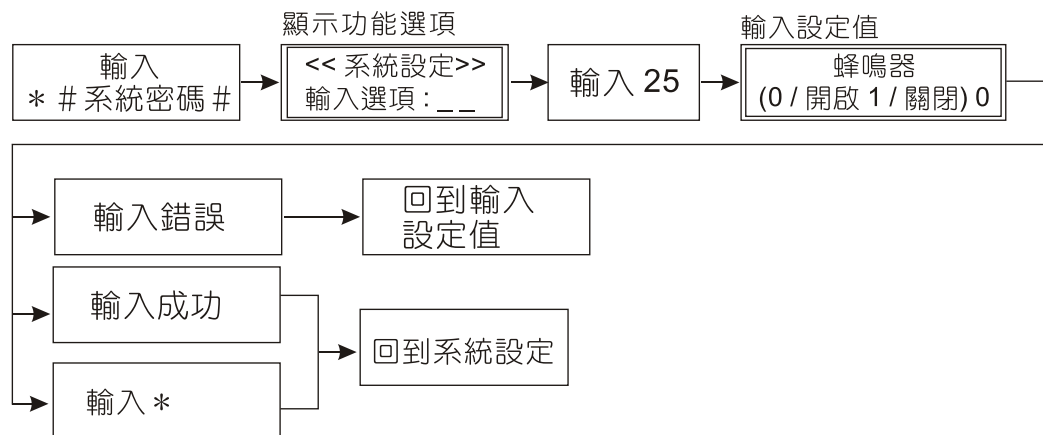 顯示功能選項
輸入設定值
輸入
＊＃系統密碼＃
<< 系統設定>>
輸入選項:_ _
輸入 25
蜂鳴器
(0 / 開啟 1 / 關閉) 0
輸入錯誤
回到輸入
設定值
輸入成功
回到系統設定
輸入＊